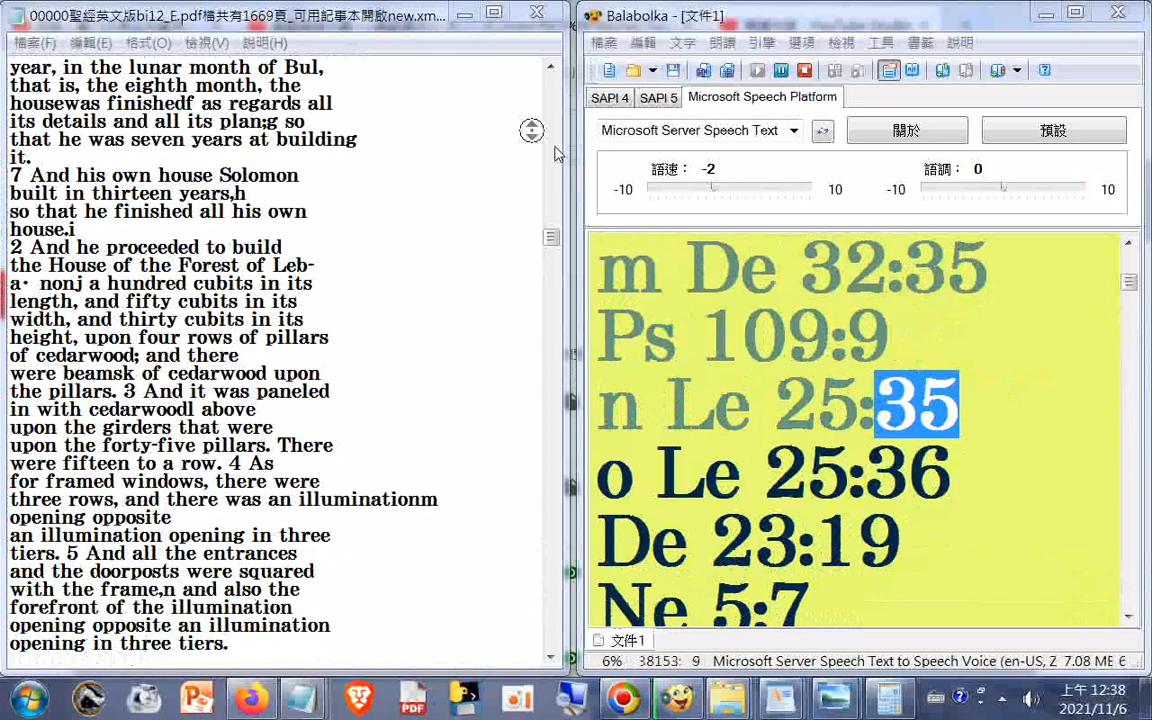 00000聖經英文版bi12_E.pdf檔共有1669頁_可用記事本開啟new.xm...
檔案(F) 編輯(E) 格式(O) 檢視(V) 說明(H)
year, in the lunar month of Bul,
that is, the eighth month, the
housewas finishedf as regards all
its details and all its plan;g so
that he was seven years at building
it.
7 And his own house Solomon
built in thirteen years,h
so that he finished all his own
house.i
2 And he proceeded to build
the House of the Forest of Leb-
a· nonj a hundred cubits in its
length, and fifty cubits in its
width, and thirty cubits in its
height, upon four rows of pillars
of cedarwood; and there
were beamsk of cedarwood upon
the pillars. 3 And it was paneled
in with cedarwoodl above
upon the girders that were
upon the forty-five pillars. There
were fifteen to a row. 4 As
for framed windows, there were
three rows, and there was an illuminationm
opening opposite
an illumination opening in three
tiers. 5 And all the entrances
and the doorposts were squared
with the frame,n and also the
forefront of the illumination
opening opposite an illumination
opening in three tiers.
Balabolka - [文件1]
檔案 編輯 文字 朗讀 引擎 選項 檢視 工具 書籤 說明
SAPI 4 SAPI 5 Microsoft Speech Platform
Microsoft Server Speech Text 關於 預設
語速: -2 語調: 0
-10 10 -10 10
m De 32:35
Ps 109:9
n Le 25:35
o Le 25:36
De 23:19
Ne 5:7
文件1
6% 38153: 9 Microsoft Server Speech Text to Speech Voice (en-US, Z 7.08 MB 6
上午 12:38
2021/11/6